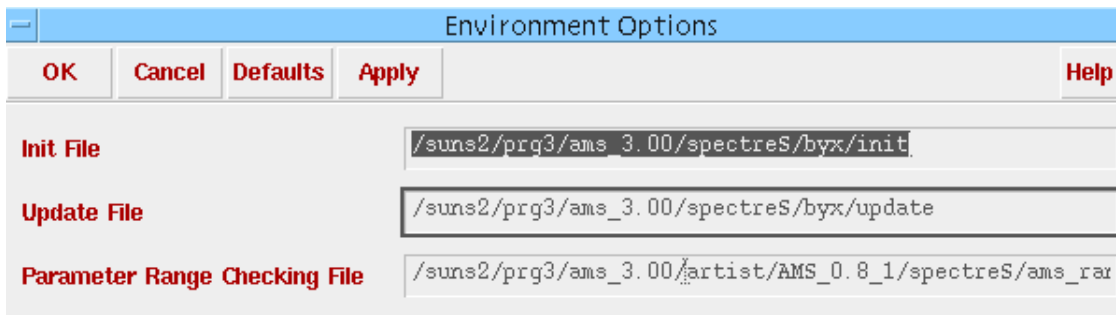 Environment Options
OK Cancel Defaults Apply Help
Init File /suns2/prg3/ams_3.00/spectreS/byx/init
Update File /suns2/prg3/ams_3.00/spectreS/byx/update
Parameter Range Checking File /suns2/prg3/ams_3.00/artist/AMS_0.8_1/spectreS/ams_ran